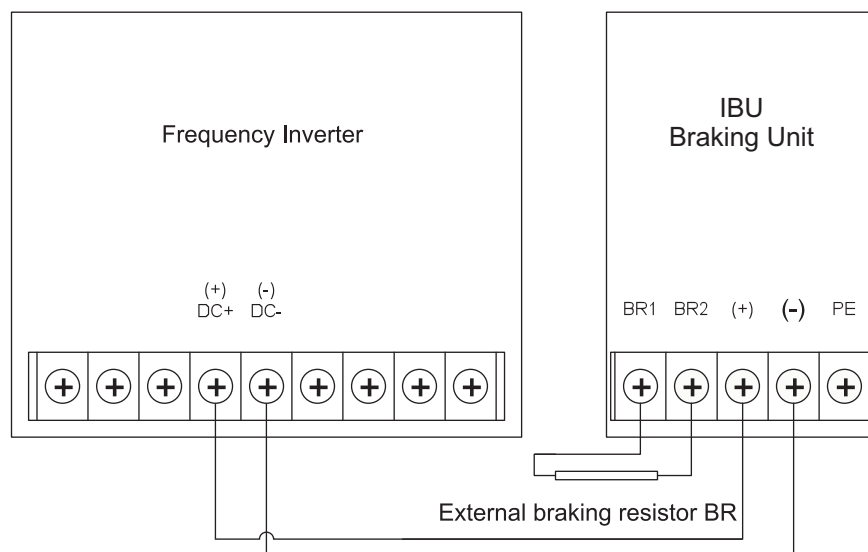 Frequency Inverter
IBU
Braking Unit
(+) (-)
DC+ DC-
BR1 BR2 (+) (-) PE
External braking resistor BR